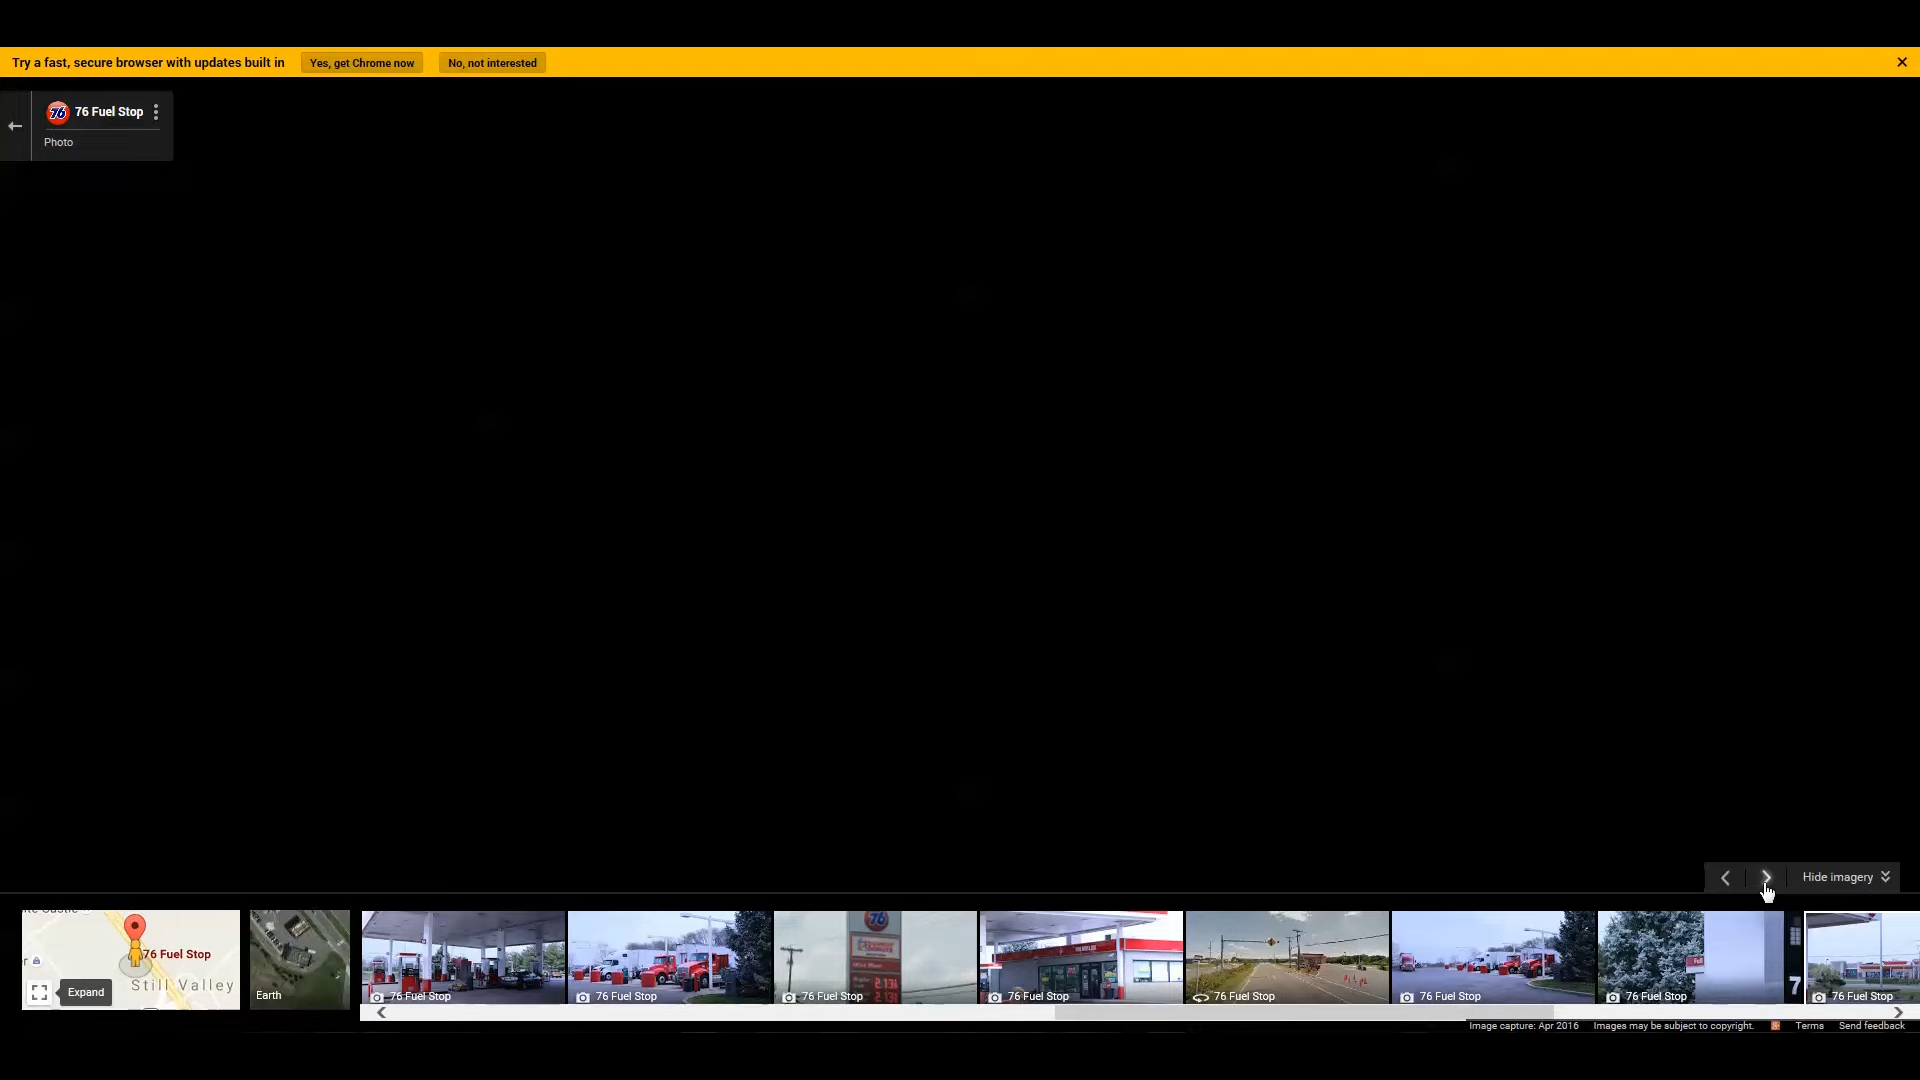 Try a fast, secure browser with updates built in
Yes, get Chrome now
No, not interested
76
76 Fuel Stop
Photo
Hide imagery
76 Fuel Stop
Still Valley
Expand
Earth
76 Fuel Stop
76 Fuel Stop
76
76 Fuel Stop
76 Fuel Stop
76 Fuel Stop
76 Fuel Stop
76 Fuel Stop
7
76 Fuel Stop
Image capture: Apr 2016
Images may be subject to copyright.
Terms
Send feedback